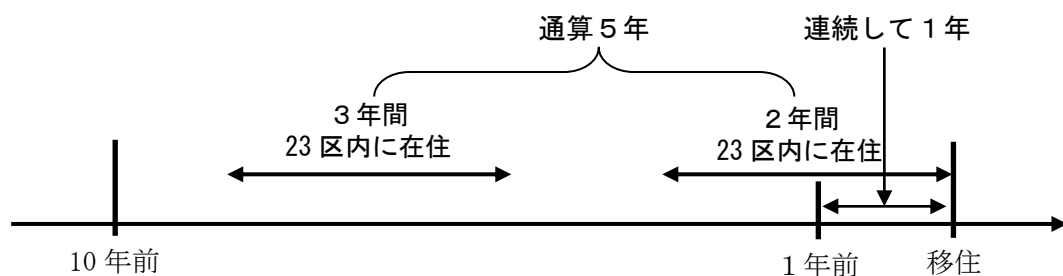 通算５年
連続して１年
３年間
23 区内に在住
２年間
23 区内に在住
10 年前
１年前
移住